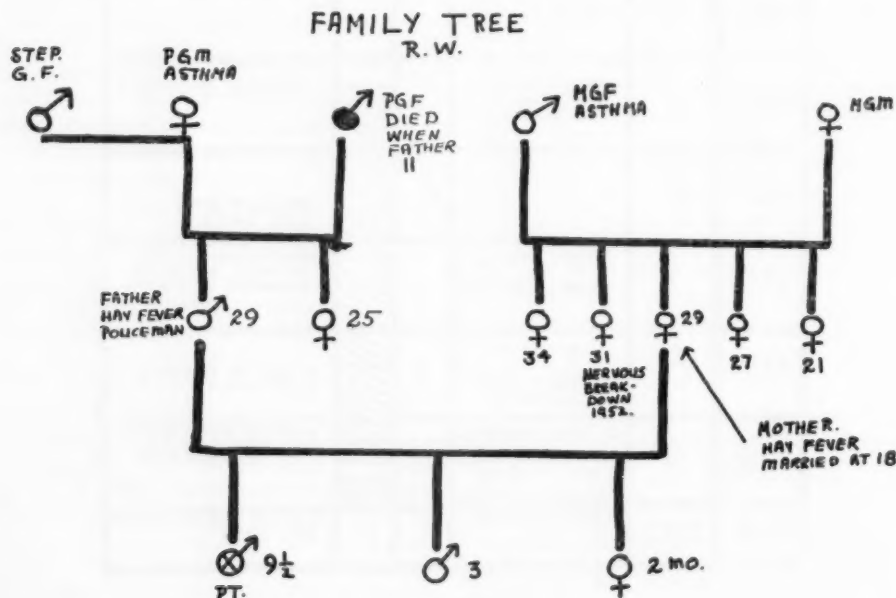 FAMILY TREE
R.W.
STEP.
G.F.
PGM
ASTHMA
PGF
DIED
WHEN
FATHER
11
MGF
ASTHMA
MGM
FATHER
HAY FEVER
POLICEMAN
29
25
34
31
NERVOUS
BREAK-
DOWN
1952.
29
27
21
MOTHER.
HAY FEVER
MARRIED AT 18
9½
PT.
3
2 MO.